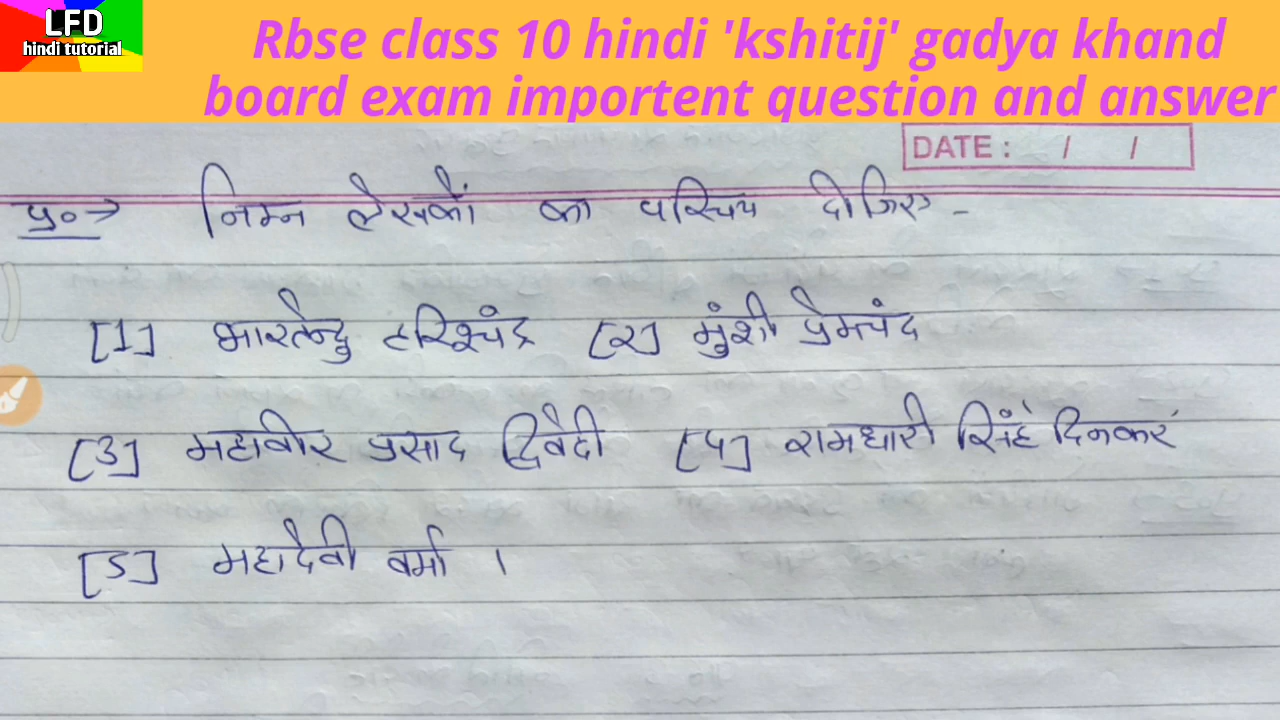 LFD
hindi tutorial
Rbse class 10 hindi 'kshitij' gadya khand
board exam importent question and answer
DATE : / /
प्र०→ निम्न लेखकों का परिचय दीजिए -
[1] भारतेन्दु हरिश्चंद्र [२] मुंशी प्रेमचंद
[3] महावीर प्रसाद द्विवेदी [4] रामधारी सिंह दिनकर
[5] महादेवी वर्मा ।